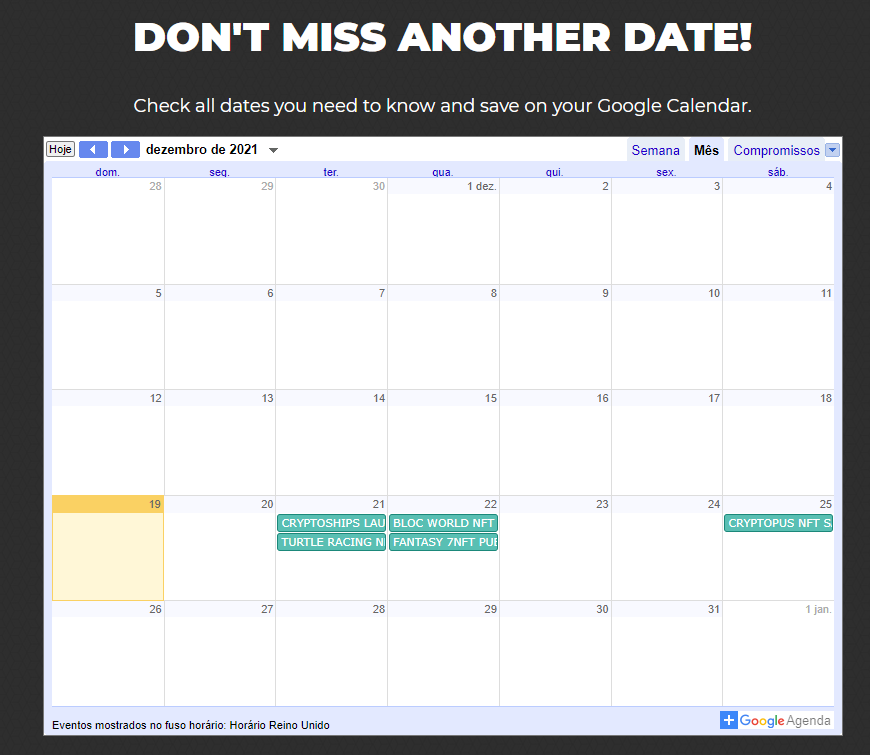 DON'T MISS ANOTHER DATE!
Check all dates you need to know and save on your Google Calendar.
Hoje dezembro de 2021 Semana Mês Compromissos
dom. seg. ter. qua. qui. sex. sáb.
28 29 30 1 dez. 2 3 4
5 6 7 8 9 10 11
12 13 14 15 16 17 18
19 20 21 22 23 24 25
CRYPTOSHIPS LAU BLOC WORLD NFT CRYPTOPUS NFT S
TURTLE RACING N FANTASY 7NFT PUB
26 27 28 29 30 31 1 jan.
Eventos mostrados no fuso horário: Horário Reino Unido
Google Agenda